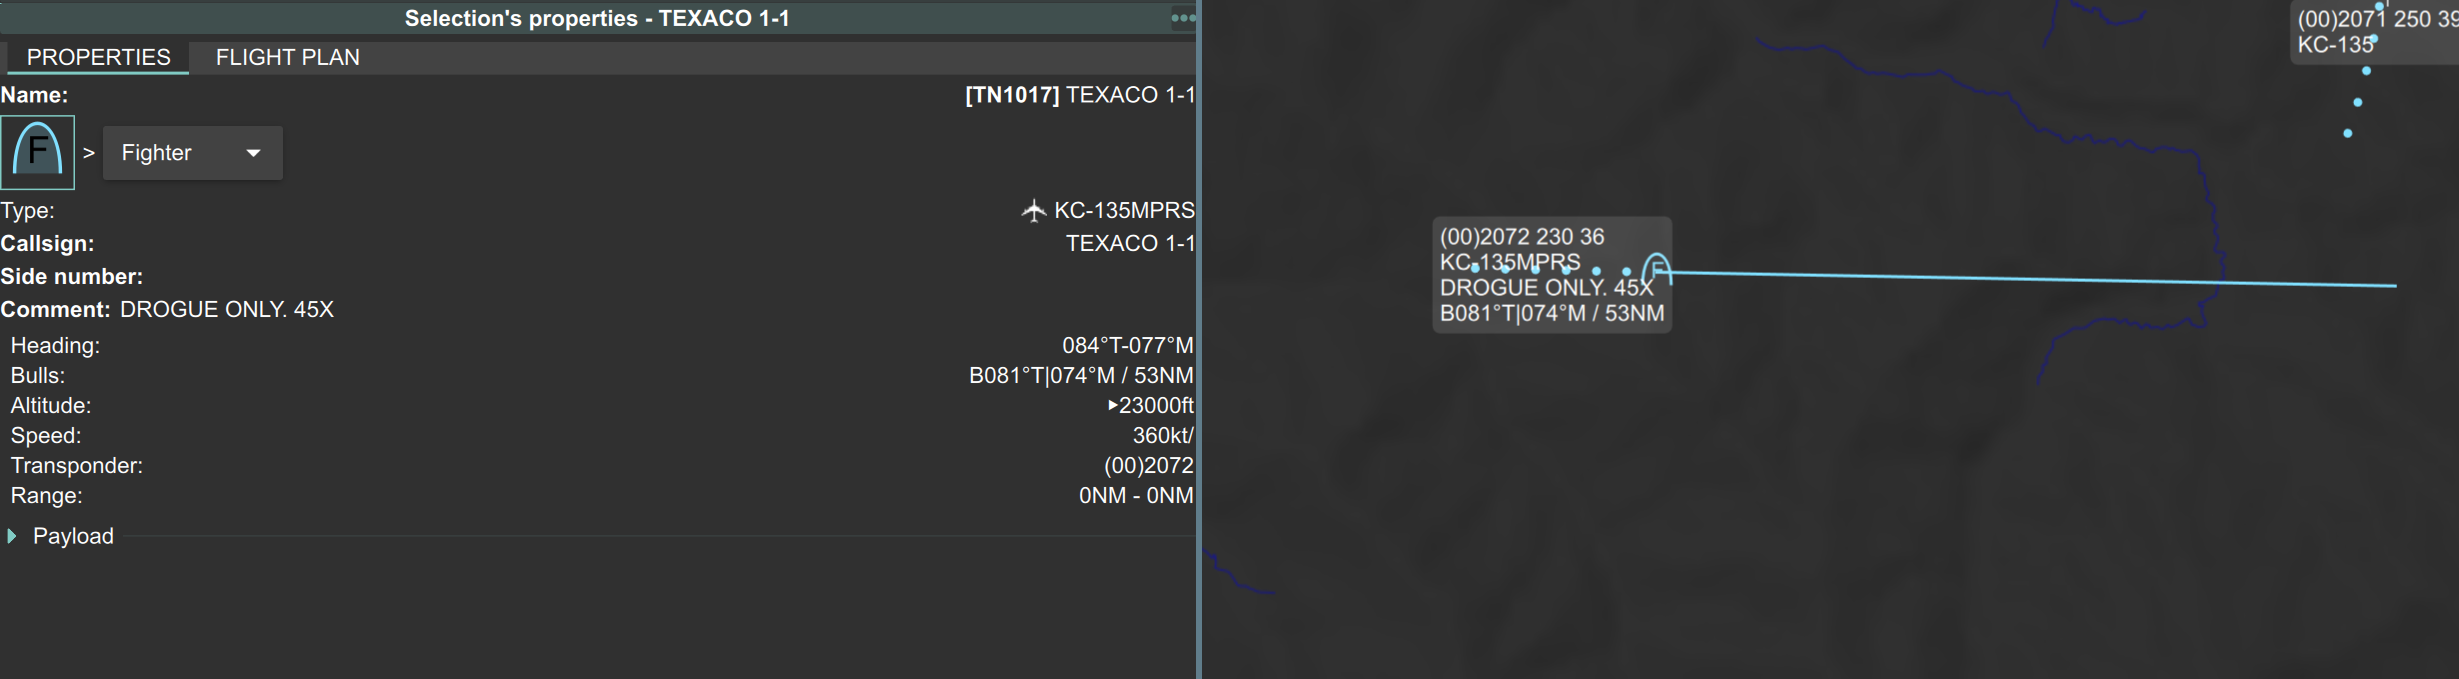 Selection's properties - TEXACO 1-1
PROPERTIES FLIGHT PLAN
Name: [TN1017] TEXACO 1-1
F > Fighter
Type: KC-135MPRS
Callsign: TEXACO 1-1
Side number:
Comment: DROGUE ONLY. 45X
Heading: 084°T-077°M
Bulls: B081°T|074°M / 53NM
Altitude: 23000ft
Speed: 360kt/
Transponder: (00)2072
Range: 0NM - 0NM
Payload
(00)2072 230 36
KC-135MPRS
DROGUE ONLY. 45X
B081°T|074°M / 53NM
F
(00)2071 250 39
KC-135